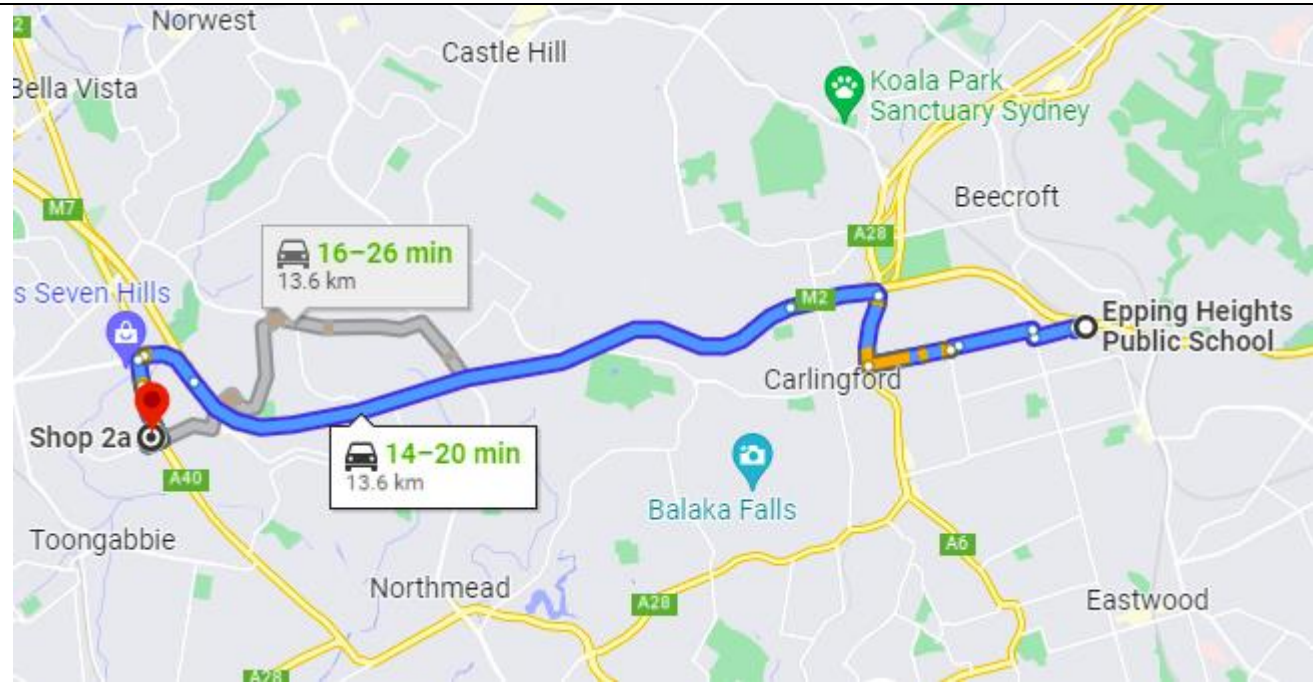 2
Norwest
Castle Hill
Bella Vista
Koala Park
Sanctuary Sydney
Beecroft
M7
A28
16–26 min
13.6 km
s Seven Hills
M2
Epping Heights
Public School
Carlingford
Shop 2a
14–20 min
13.6 km
A40
Balaka Falls
Toongabbie
A6
Northmead
A28
Eastwood
A28